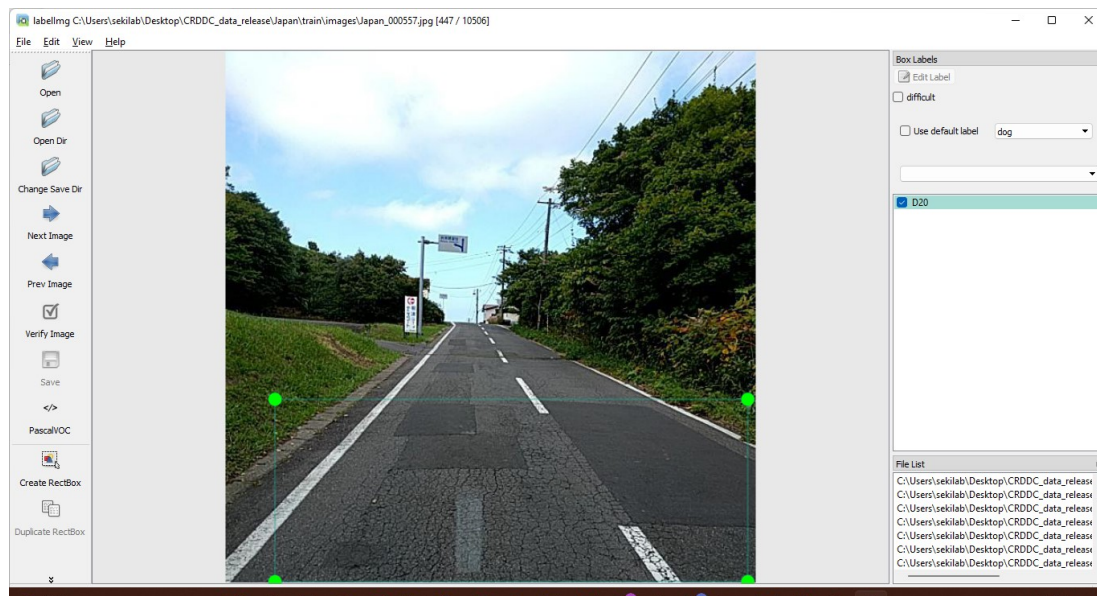 labelImg C:\Users\sekilab\Desktop\CRDDC_data_release\Japan\train\images\Japan_000557.jpg [447 / 10506]
File Edit View Help
Open
Open Dir
Change Save Dir
Next Image
Prev Image
Verify Image
Save
</>
PascalVOC
Create RectBox
Duplicate RectBox
Box Labels
Edit Label
difficult
Use default label
dog
D20
File List
C:\Users\sekilab\Desktop\CRDDC_data_release
C:\Users\sekilab\Desktop\CRDDC_data_release
C:\Users\sekilab\Desktop\CRDDC_data_release
C:\Users\sekilab\Desktop\CRDDC_data_release
C:\Users\sekilab\Desktop\CRDDC_data_release
C:\Users\sekilab\Desktop\CRDDC_data_release
C:\Users\sekilab\Desktop\CRDDC_data_release